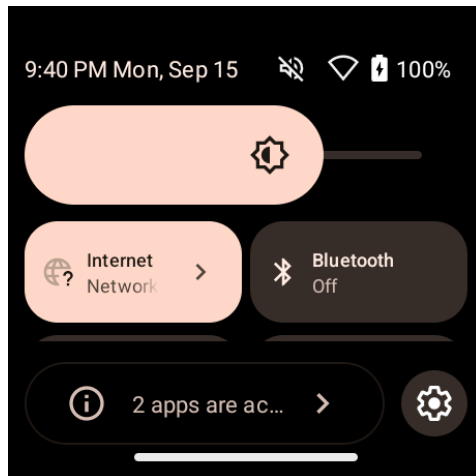 9:40 PM Mon, Sep 15 100%
Internet
Network
Bluetooth
Off
2 apps are ac...